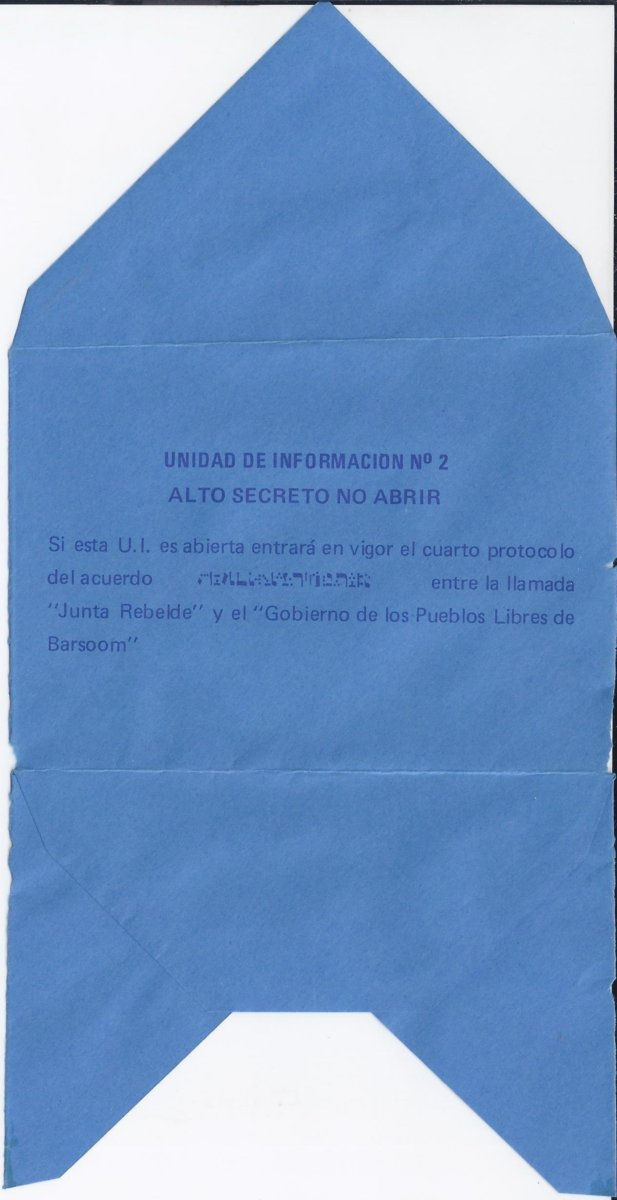 UNIDAD DE INFORMACION Nº 2
ALTO SECRETO NO ABRIR
Si esta U.I. es abierta entrará en vigor el cuarto protocolo
del acuerdo entre la llamada
"Junta Rebelde" y el "Gobierno de los Pueblos Libres de
Barsoom"